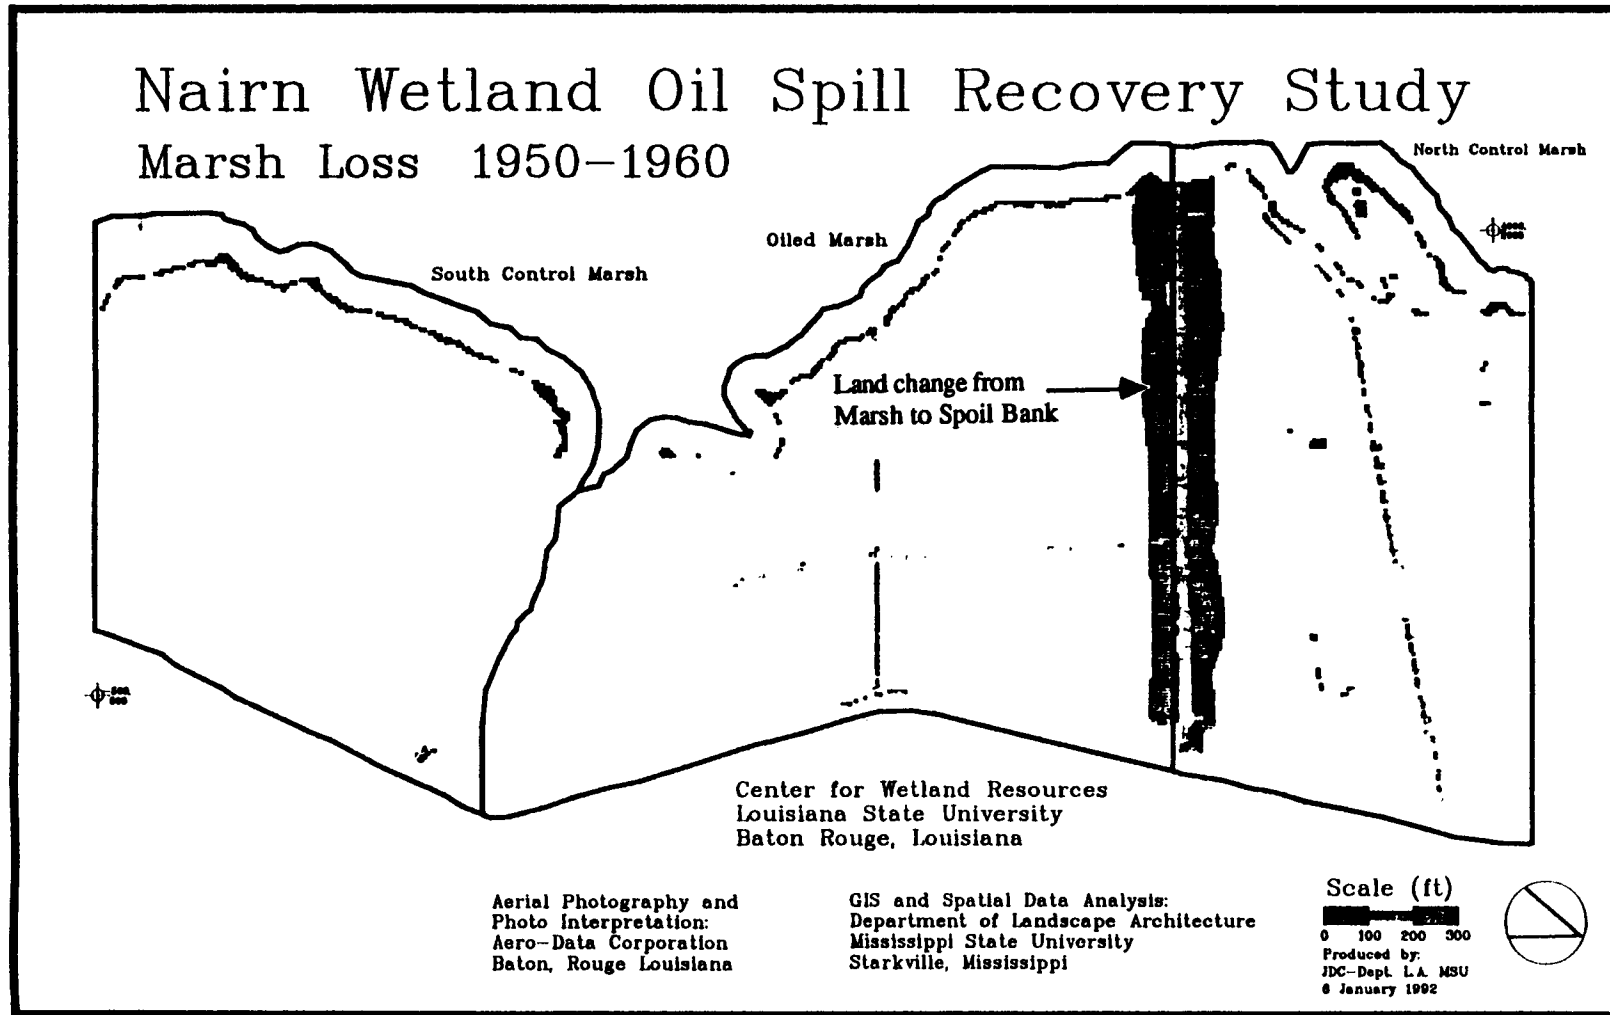 Nairn Wetland Oil Spill Recovery Study
Marsh Loss 1950-1960
North Control Marsh
Oiled Marsh
South Control Marsh
Land change from
Marsh to Spoil Bank
Center for Wetland Resources
Louisiana State University
Baton Rouge, Louisiana
Aerial Photography and
Photo Interpretation:
Aero-Data Corporation
Baton, Rouge Louisiana
GIS and Spatial Data Analysis:
Department of Landscape Architecture
Mississippi State University
Starkville, Mississippi
Scale (ft)
0 100 200 300
Produced by:
JDC-Dept. L.A. MSU
6 January 1992